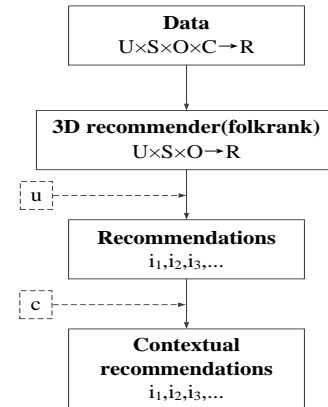 Data
U×S×O×C→R
3D recommender(folkrank)
U×S×O→R
u
Recommendations
i₁,i₂,i₃,...
c
Contextual
recommendations
i₁,i₂,i₃,...